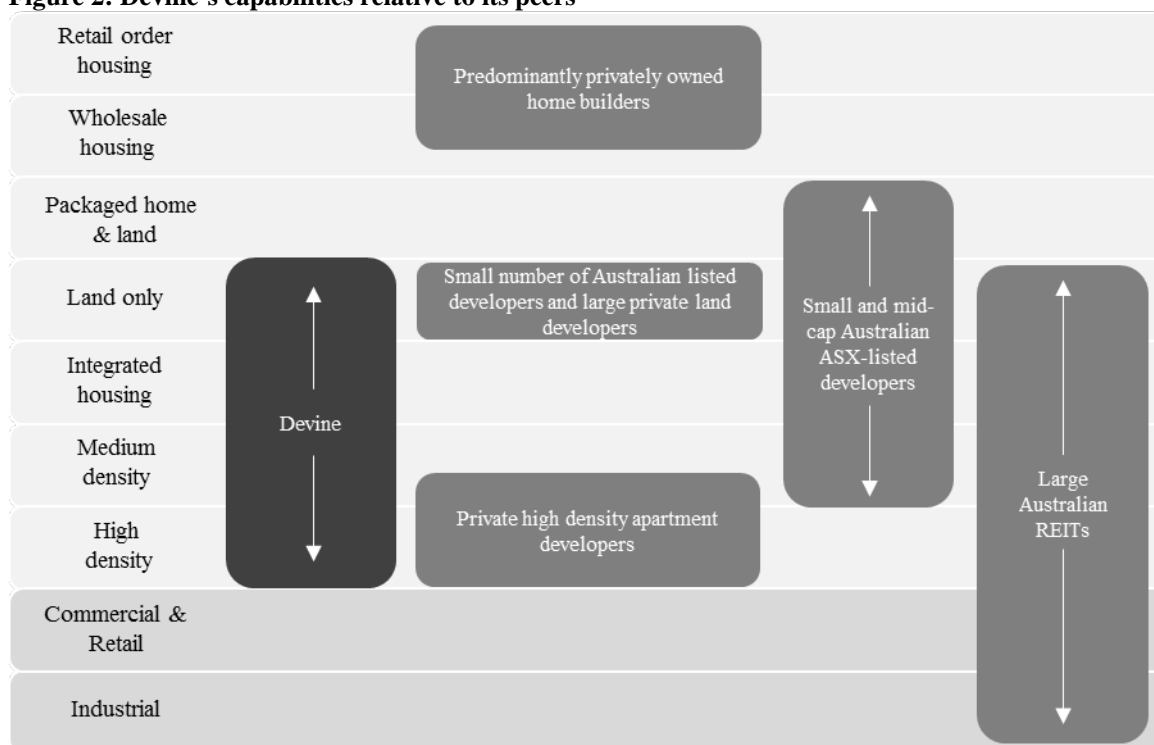 Figure 2: Devine's capabilities relative to its peers
Retail order
housing
Wholesale
housing
Packaged home
& land
Land only
Integrated
housing
Medium
density
High
density
Commercial &
Retail
Industrial
Devine
Predominantly privately owned
home builders
Small number of Australian listed
developers and large private land
developers
Private high density apartment
developers
Small and mid-
cap Australian
ASX-listed
developers
Large
Australian
REITs